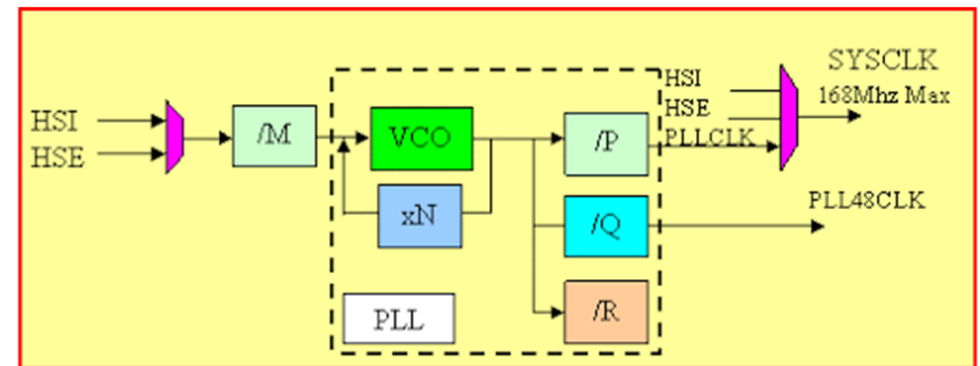 HSI
HSE
/M
VCO
xN
PLL
/P
/Q
/R
HSI
HSE
PLLCLK
SYSCLK
168Mhz Max
PLL48CLK